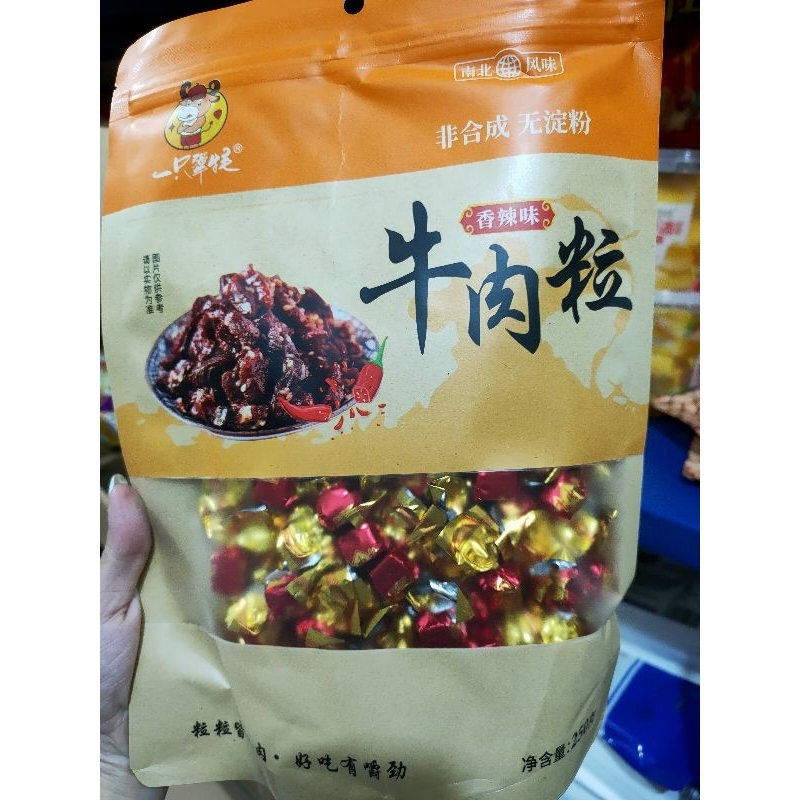 南北 风味
非合成 无淀粉
一只犟牦®
香辣味
牛肉粒
图片仅供参考
请以实物为准
粒粒 肉·好吃有嚼劲
净含量:250